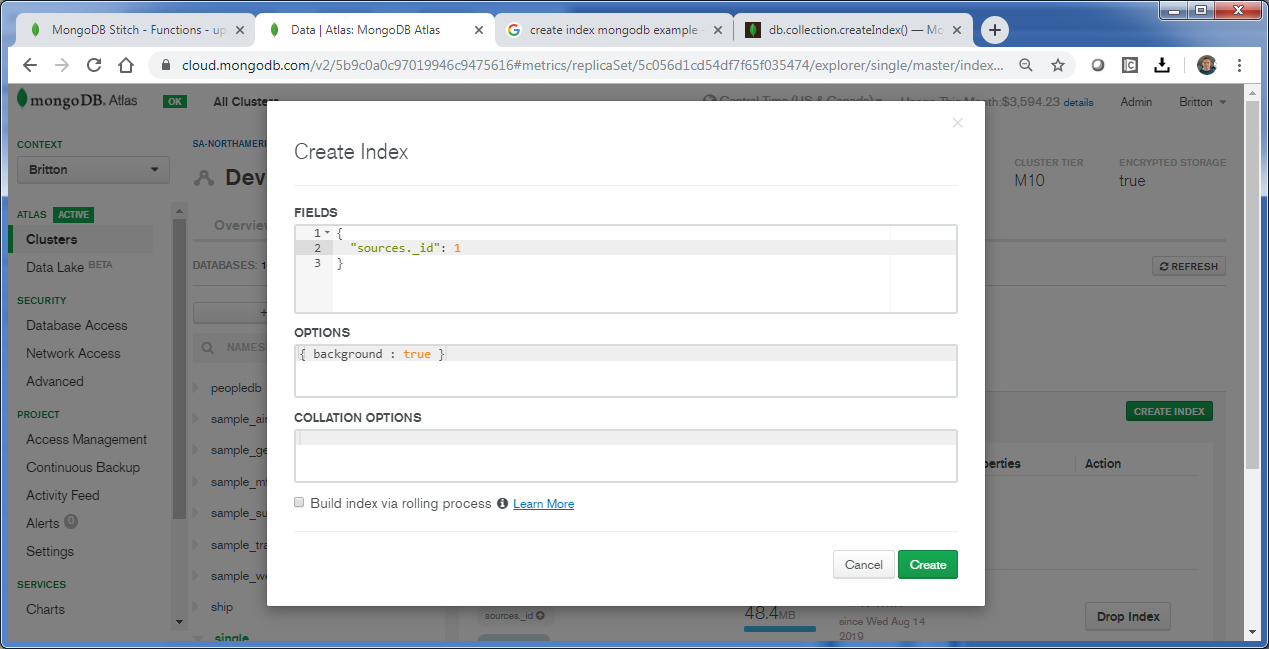 MongoDB Stitch - Functions - up
Data | Atlas: MongoDB Atlas
create index mongodb example -
db.collection.createIndex() — Mo
cloud.mongodb.com/v2/5b9c0a0c97019946c9475616#metrics/replicaSet/5c056d1cd54df7f65f035474/explorer/single/master/index...
mongoDB. Atlas
OK
All Clusters
Central Time (US & Canada)
Usage This Month:$3,594.23 details
Admin
Britton
CONTEXT
Britton
ATLAS ACTIVE
Clusters
Data Lake BETA
SECURITY
Database Access
Network Access
Advanced
PROJECT
Access Management
Continuous Backup
Activity Feed
Alerts 0
Settings
SERVICES
Charts
SA-NORTHAMERI
Dev
CLUSTER TIER
M10
ENCRYPTED STORAGE
true
Overview
DATABASES: 1
REFRESH
+
NAMES
peopledb
sample_air
sample_ge
sample_mf
sample_su
sample_tra
sample_we
ship
single
Create Index
FIELDS
1 {
2 "sources._id": 1
3 }
OPTIONS
{ background : true }
COLLATION OPTIONS
Build index via rolling process Learn More
Cancel
Create
CREATE INDEX
perties
Action
sources._id
48.4MB
since Wed Aug 14
2019
Drop Index